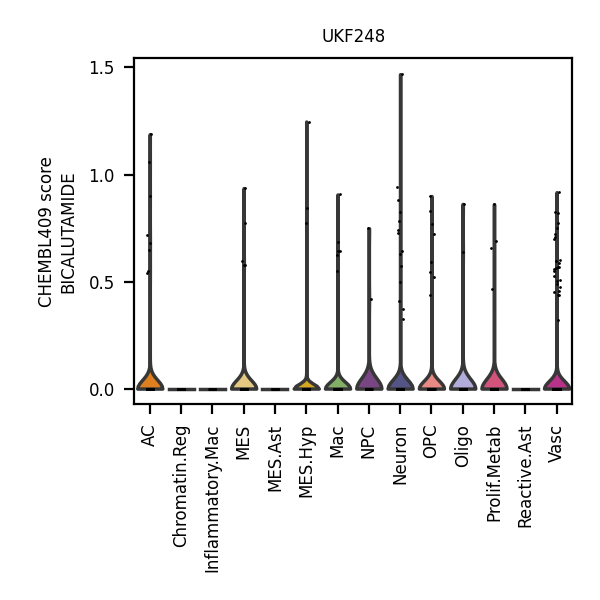 UKF248
CHEMBL409 score
BICALUTAMIDE
1.5
1.0
0.5
0.0
AC
Chromatin.Reg
Inflammatory.Mac
MES
MES.Ast
MES.Hyp
Mac
NPC
Neuron
OPC
Oligo
Prolif.Metab
Reactive.Ast
Vasc